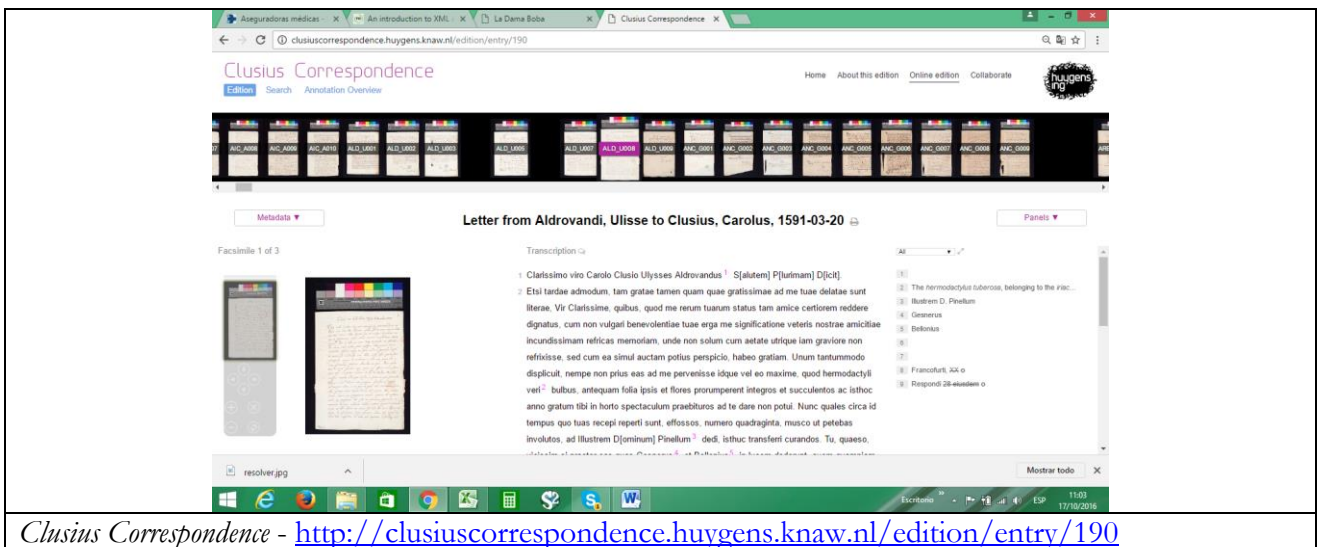 Aseguradoras médicas -
An introduction to XML
La Dama Boba
Clusius Correspondence
clusiuscorrespondence.huygens.knaw.nl/edition/entry/190
Clusius Correspondence
Home About this edition Online edition Collaborate
huygens
ing
Edition Search Annotation Overview
AIC_A008 AIC_A009 AIC_A010 ALD_U001 ALD_U002 ALD_U003 ALD_U005 ALD_U007 ALD_U008 ALD_U009 ANC_G001 ANC_G002 ANC_G003 ANC_G004 ANC_G005 ANC_G006 ANC_G007 ANC_G008 ANC_G009
Metadata ▼
Letter from Aldrovandi, Ulisse to Clusius, Carolus, 1591-03-20
Panels ▼
Facsimile 1 of 3
Transcription
All
1 Clarissimo viro Carolo Clusio Ulysses Aldrovandus 1 S[alutem] P[lurimam] D[icit].
2 Etsi tardae admodum, tam gratae tamen quam quae gratissimae ad me tuae delatae sunt
literae, Vir Clarissime, quibus, quod me rerum tuarum status tam amice certiorem reddere
dignatus, cum non vulgari benevolentiae tuae erga me significatione veteris nostrae amicitiae
incundissimam refricas memoriam, unde non solum cum aetate utrique iam graviore non
refrixisse, sed cum ea simul auctam potius perspicio, habeo gratiam. Unum tantummodo
displicuit, nempe non prius eas ad me pervenisse idque vel eo maxime, quod hermodactyli
veri 2 bulbus, antequam folia ipsis et flores prorumperent integros et succulentos ac isthoc
anno gratum tibi in horto spectaculum praebituros ad te dare non potui. Nunc quales circa id
tempus quo tuas recepi reperti sunt, effossos, numero quadraginta, musco ut petebas
involutos, ad Illustrem D[ominum] Pinellum 3 dedi, isthuc transferri curandos. Tu, quaeso,
1
2 The hermodactylus tuberosa, belonging to the iriac...
3 Illustrem D. Pinellum
4 Gesnerus
5 Bellonius
6
7
8 Francofurti, XX o
9 Respondi 28 eiusdem o
resolver.jpg
Mostrar todo
Escritorio
ESP
11:03
17/10/2016
Clusius Correspondence - http://clusiuscorrespondence.huygens.knaw.nl/edition/entry/190